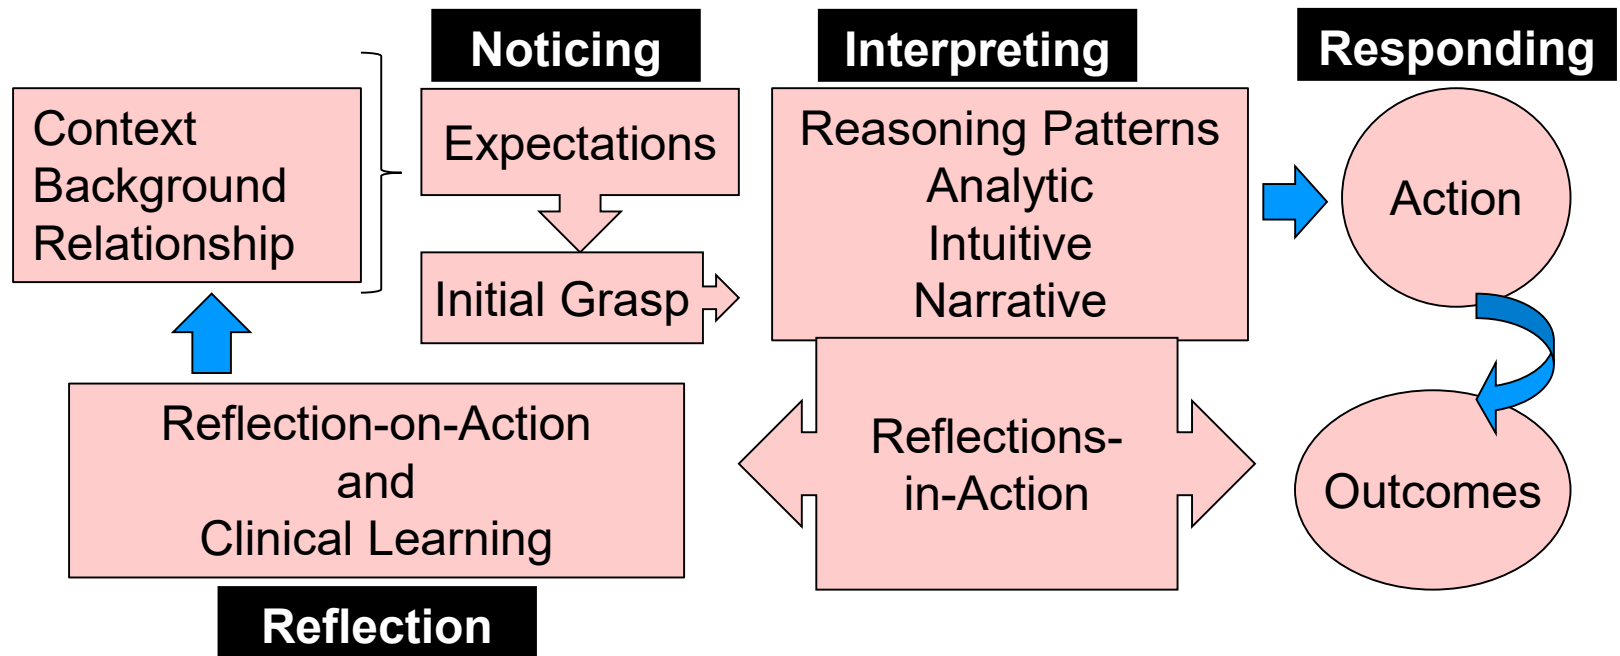 Noticing
Interpreting
Responding
Context
Background
Relationship
Expectations
Initial Grasp
Reasoning Patterns
Analytic
Intuitive
Narrative
Action
Reflection-on-Action
and
Clinical Learning
Reflections-
in-Action
Outcomes
Reflection